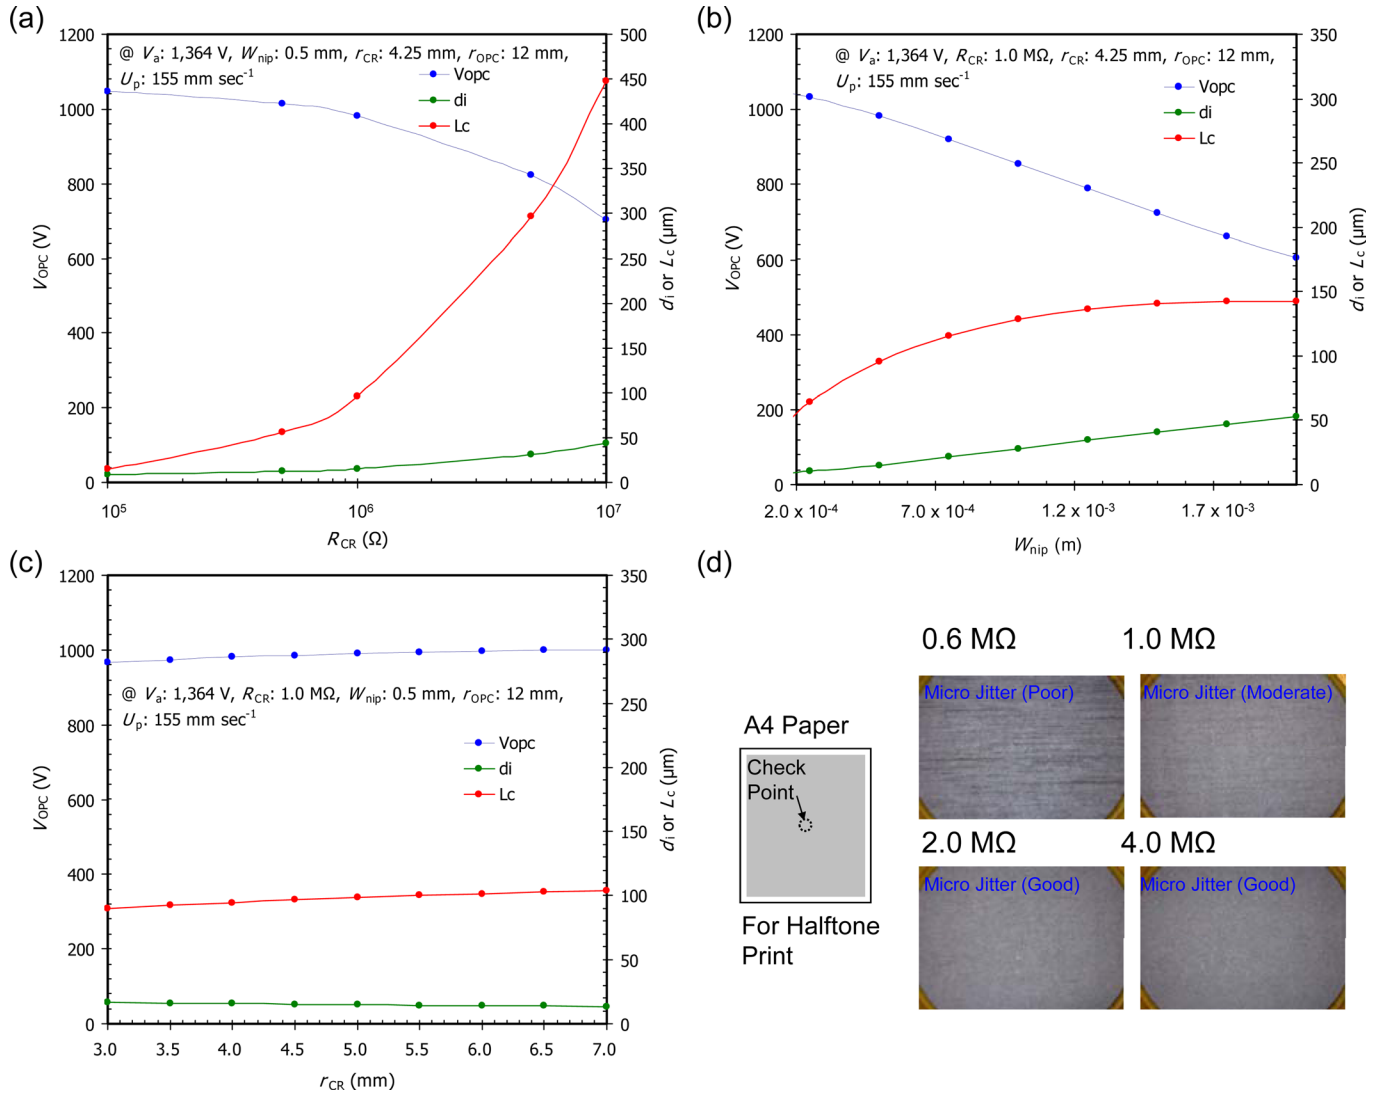 (a)
@ Va: 1,364 V, Wnip: 0.5 mm, rCR: 4.25 mm, rOPC: 12 mm,
Up: 155 mm sec-1
Vopc
di
Lc
1200
1000
800
600
400
200
0
500
450
400
350
300
250
200
150
100
50
0
VOPC (V)
di or Lc (μm)
10⁵
10⁶
10⁷
RCR (Ω)
(b)
@ Va: 1,364 V, RCR: 1.0 MΩ, rCR: 4.25 mm, rOPC: 12 mm,
Up: 155 mm sec-1
Vopc
di
Lc
1200
1000
800
600
400
200
0
350
300
250
200
150
100
50
0
VOPC (V)
di or Lc (μm)
2.0 x 10-4
7.0 x 10-4
1.2 x 10-3
1.7 x 10-3
Wnip (m)
(c)
@ Va: 1,364 V, RCR: 1.0 MΩ, Wnip: 0.5 mm, rOPC: 12 mm,
Up: 155 mm sec-1
Vopc
di
Lc
1200
1000
800
600
400
200
0
350
300
250
200
150
100
50
0
VOPC (V)
di or Lc (μm)
3.0
3.5
4.0
4.5
5.0
5.5
6.0
6.5
7.0
rCR (mm)
(d)
A4 Paper
Check
Point
For Halftone
Print
0.6 MΩ
1.0 MΩ
Micro Jitter (Poor)
Micro Jitter (Moderate)
2.0 MΩ
4.0 MΩ
Micro Jitter (Good)
Micro Jitter (Good)